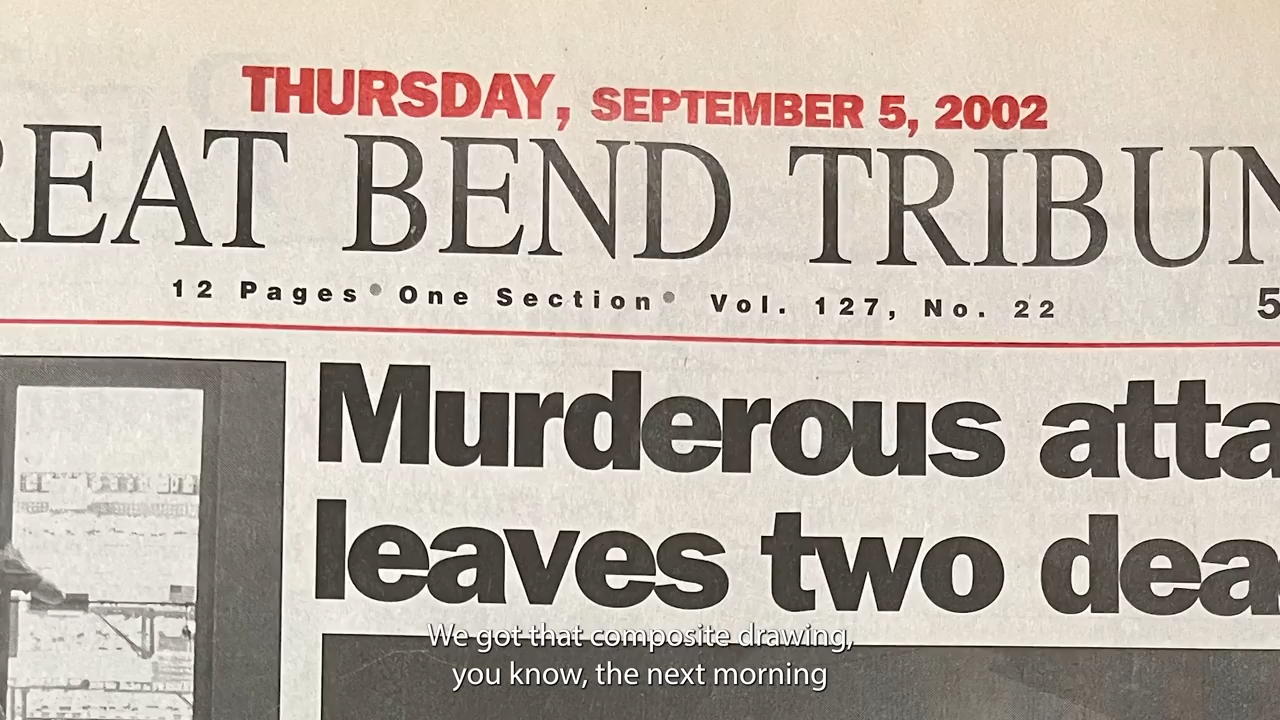 THURSDAY, SEPTEMBER 5, 2002
REAT BEND TRIBUN
12 Pages • One Section • Vol. 127, No. 22
5
Murderous atta
leaves two dea
We got that composite drawing,
you know, the next morning